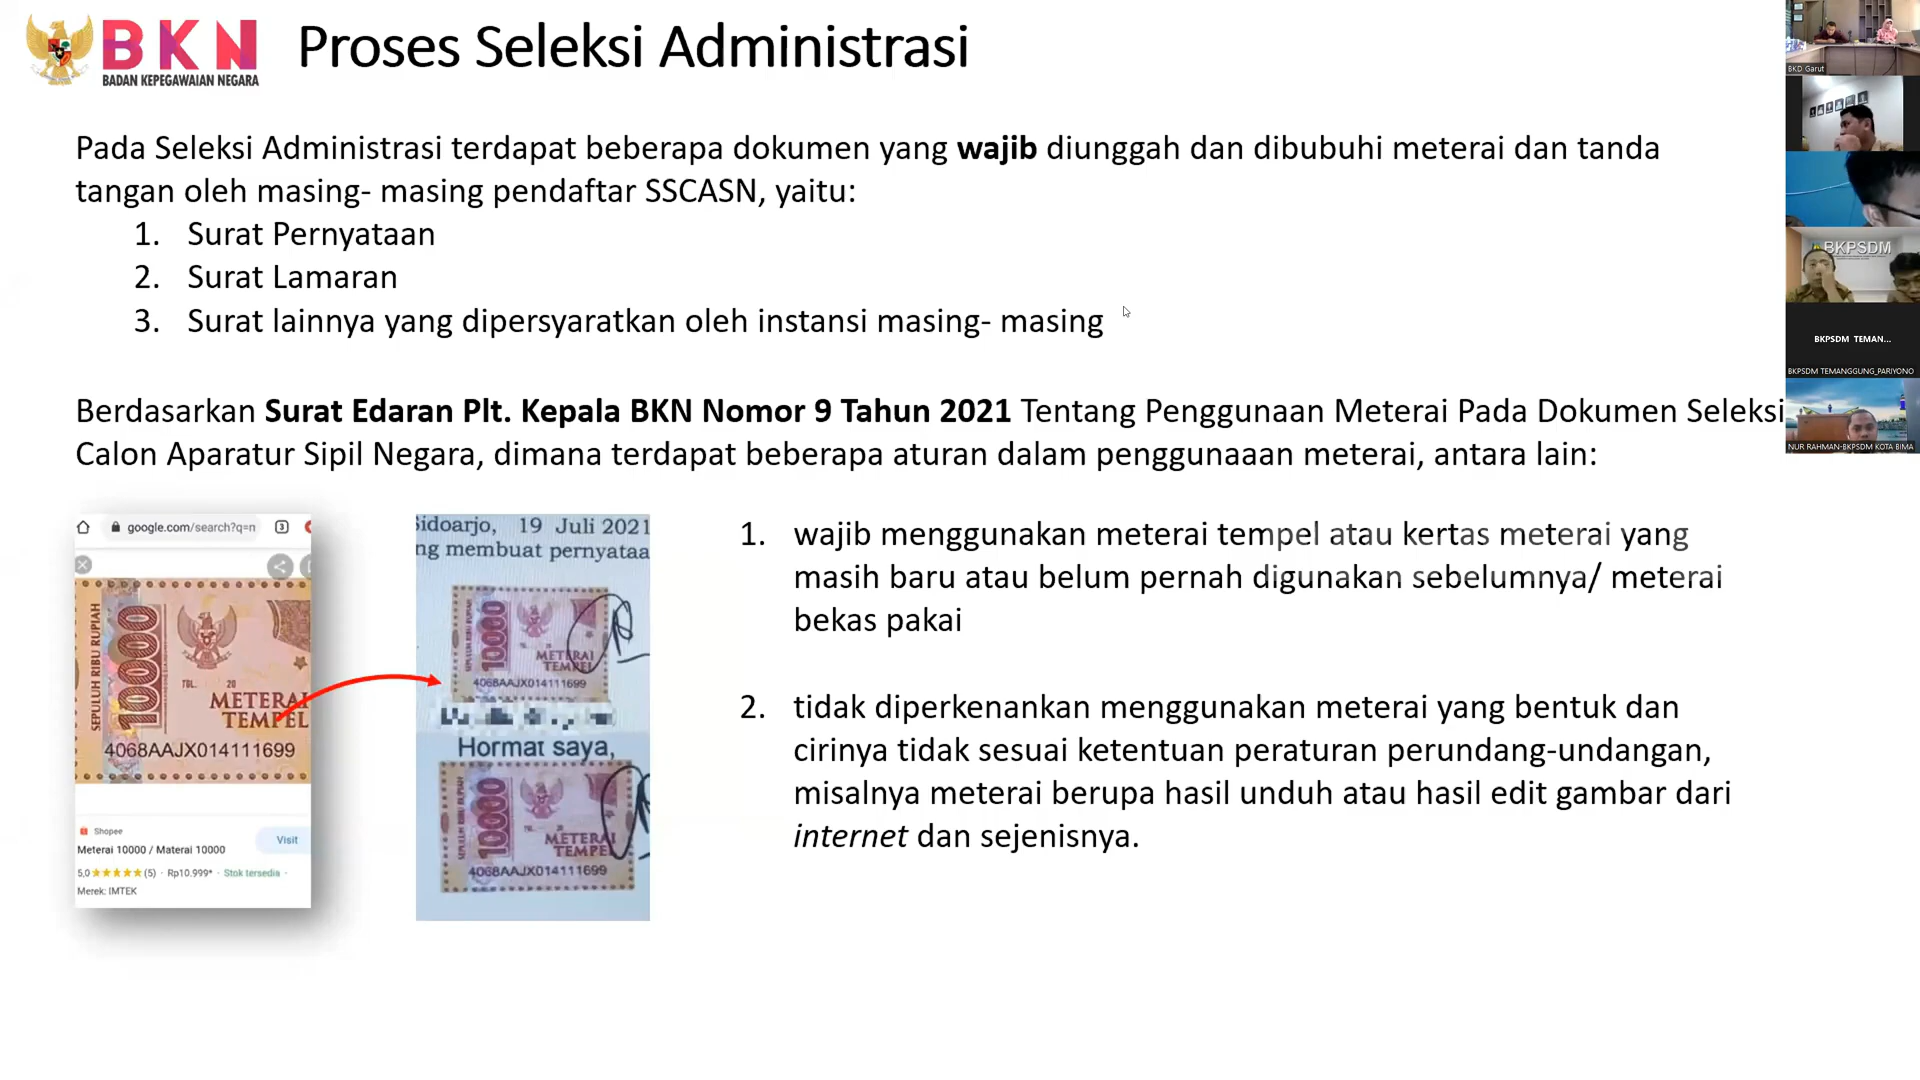 BKN
BADAN KEPEGAWAIAN NEGARA
Proses Seleksi Administrasi
Pada Seleksi Administrasi terdapat beberapa dokumen yang wajib diunggah dan dibubuhi meterai dan tanda
tangan oleh masing- masing pendaftar SSCASN, yaitu:
1. Surat Pernyataan
2. Surat Lamaran
3. Surat lainnya yang dipersyaratkan oleh instansi masing- masing
Berdasarkan Surat Edaran Plt. Kepala BKN Nomor 9 Tahun 2021 Tentang Penggunaan Meterai Pada Dokumen Seleksi
Calon Aparatur Sipil Negara, dimana terdapat beberapa aturan dalam penggunaaan meterai, antara lain:
google.com/search?q=n
3
SEPULUH RIBU RUPIAH
10000
TGL. 20
METERAI
TEMPEL
4068AAJX014111699
Shopee
Meterai 10000 / Materai 10000
Visit
5,0 ★★★★★ (5) · Rp10.999* · Stok tersedia ·
Merek: IMTEK
Sidoarjo, 19 Juli 2021
ng membuat pernyataa
10000
METERAI
TEMPEL
4068AAJX014111699
Hormat saya,
10000
METERAI
TEMPEL
4068AAJX014111699
1. wajib menggunakan meterai tempel atau kertas meterai yang
masih baru atau belum pernah digunakan sebelumnya/ meterai
bekas pakai
2. tidak diperkenankan menggunakan meterai yang bentuk dan
cirinya tidak sesuai ketentuan peraturan perundang-undangan,
misalnya meterai berupa hasil unduh atau hasil edit gambar dari
internet dan sejenisnya.
BKD Garut
BKPSDM
BKPSDM TEMAN...
BKPSDM TEMANGGUNG_PARIYONO
NUR RAHMAN-BKPSDM KOTA BIMA